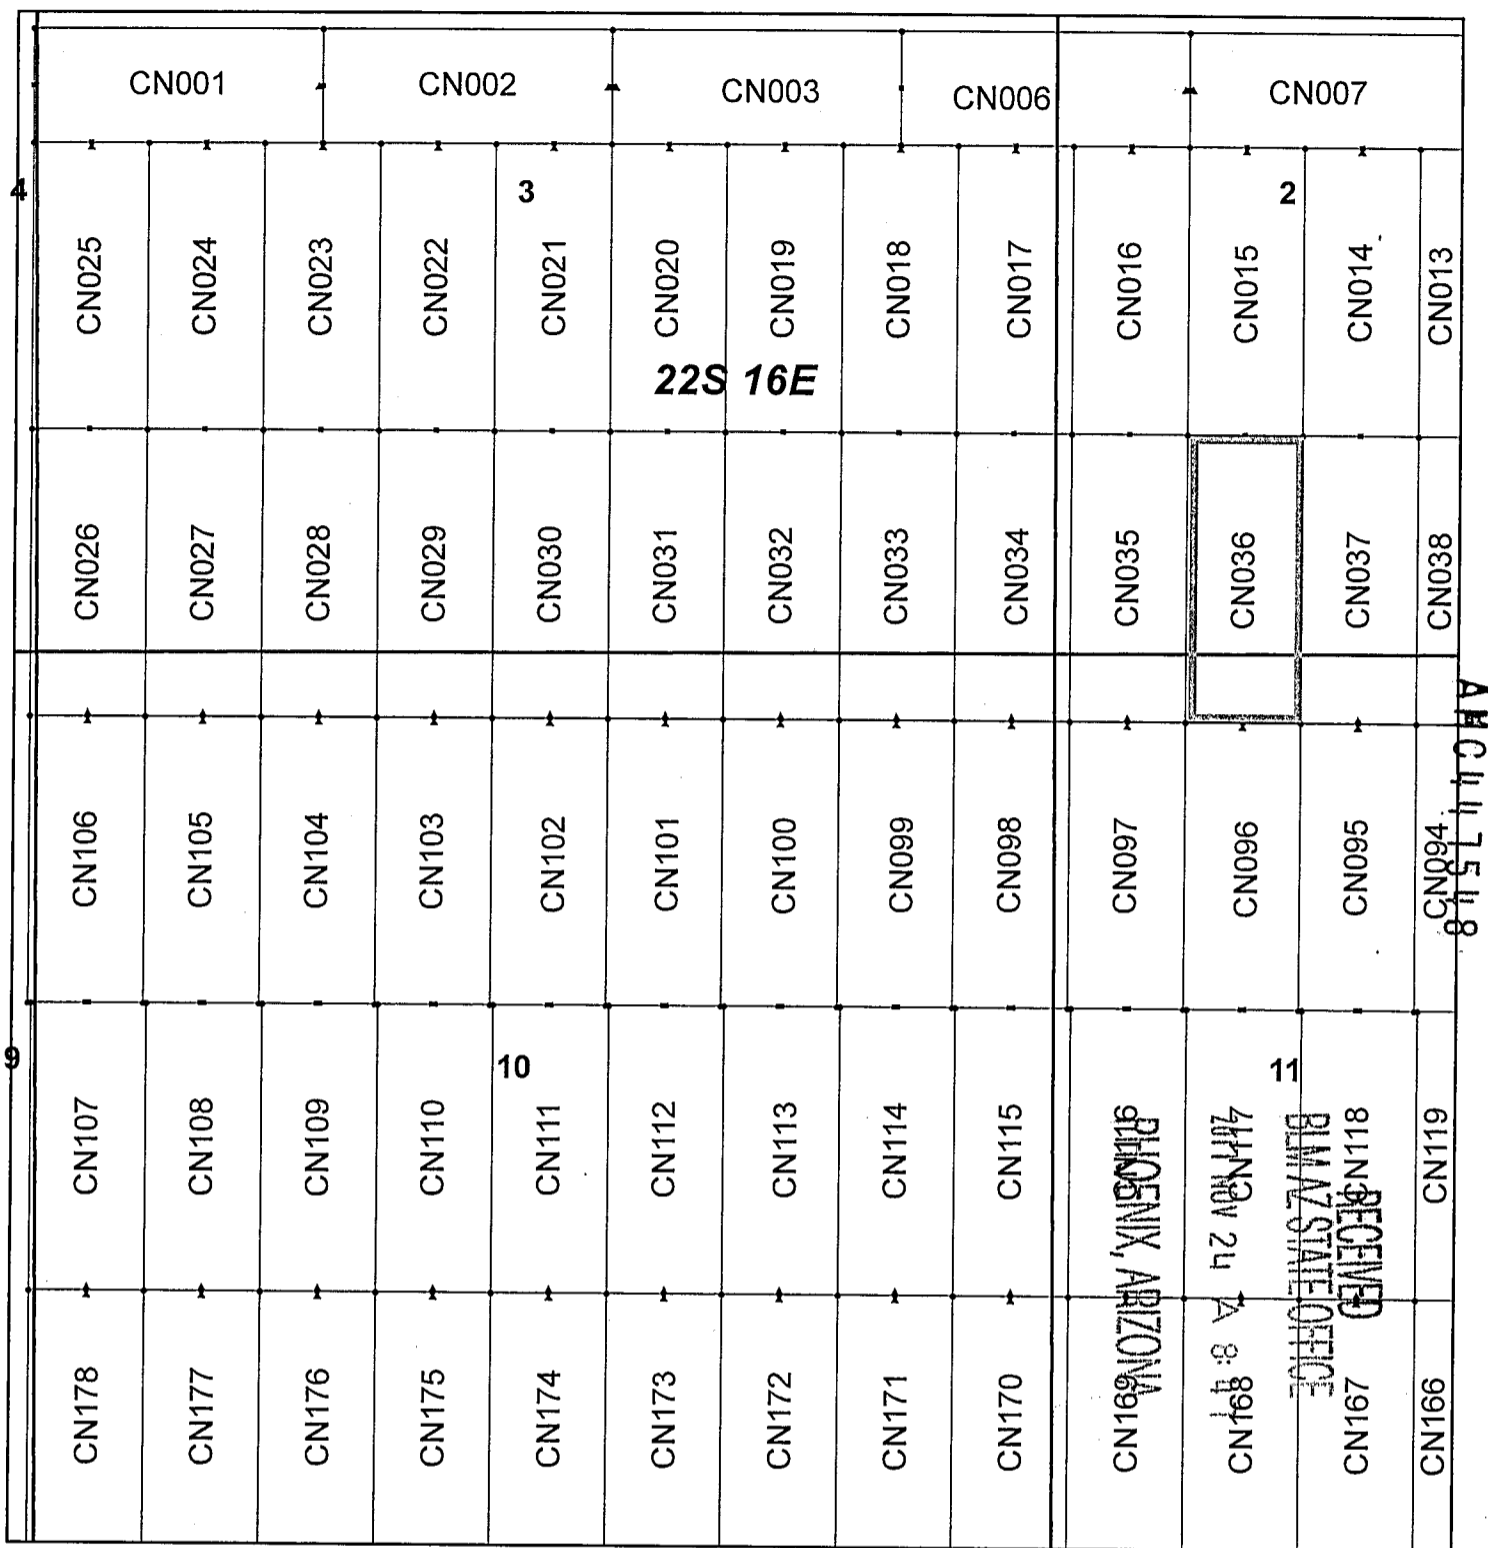 CN001 CN002 CN003 CN006 CN007
4 3 2
CN025 CN024 CN023 CN022 CN021 CN020 CN019 CN018 CN017 CN016 CN015 CN014 CN013
22S 16E
CN026 CN027 CN028 CN029 CN030 CN031 CN032 CN033 CN034 CN035 CN036 CN037 CN038
CN106 CN105 CN104 CN103 CN102 CN101 CN100 CN099 CN098 CN097 CN096 CN095 CN094
AMC447548
9 10 11
CN107 CN108 CN109 CN110 CN111 CN112 CN113 CN114 CN115 CN116 CN117 CN118 CN119
RECEIVED
BLM AZ STATE OFFICE
NOV 24 A
PHOENIX, ARIZONA
CN178 CN177 CN176 CN175 CN174 CN173 CN172 CN171 CN170 CN169 CN168 CN167 CN166